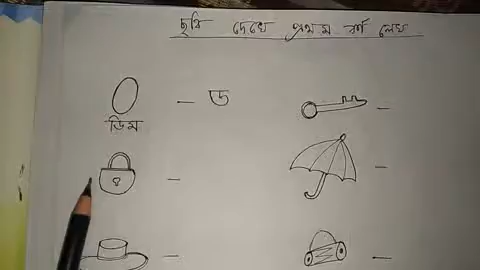 ছবি দেখে প্রথম বর্ণ লেখ
— ড —
ডিম
— —
— —